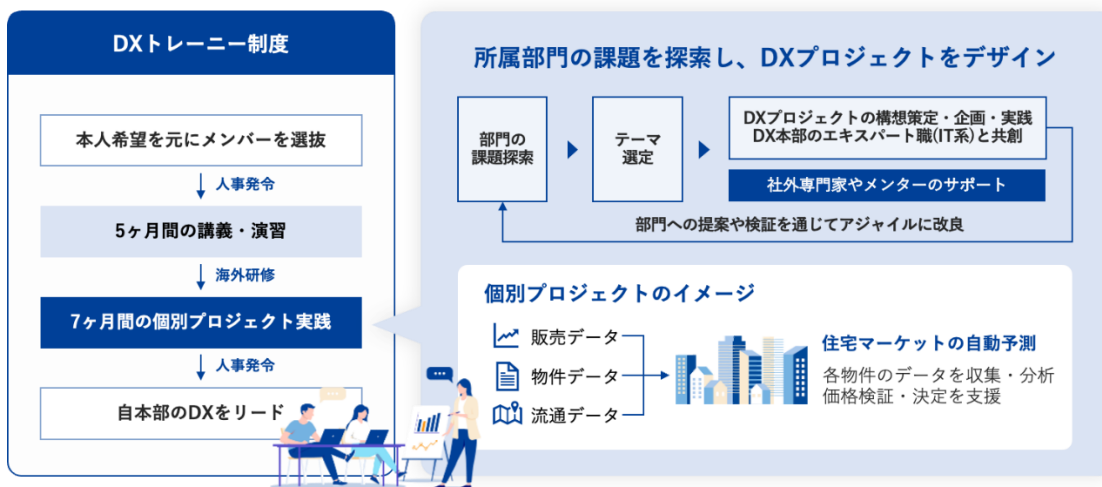 DXトレーニー制度
本人希望を元にメンバーを選抜
人事発令
5ヶ月間の講義・演習
海外研修
7ヶ月間の個別プロジェクト実践
人事発令
自本部のDXをリード
所属部門の課題を探索し、DXプロジェクトをデザイン
部門の
課題探索
テーマ
選定
DXプロジェクトの構想策定・企画・実践
DX本部のエキスパート職(IT系)と共創
社外専門家やメンターのサポート
部門への提案や検証を通じてアジャイルに改良
個別プロジェクトのイメージ
販売データ
物件データ
流通データ
住宅マーケットの自動予測
各物件のデータを収集・分析
価格検証・決定を支援